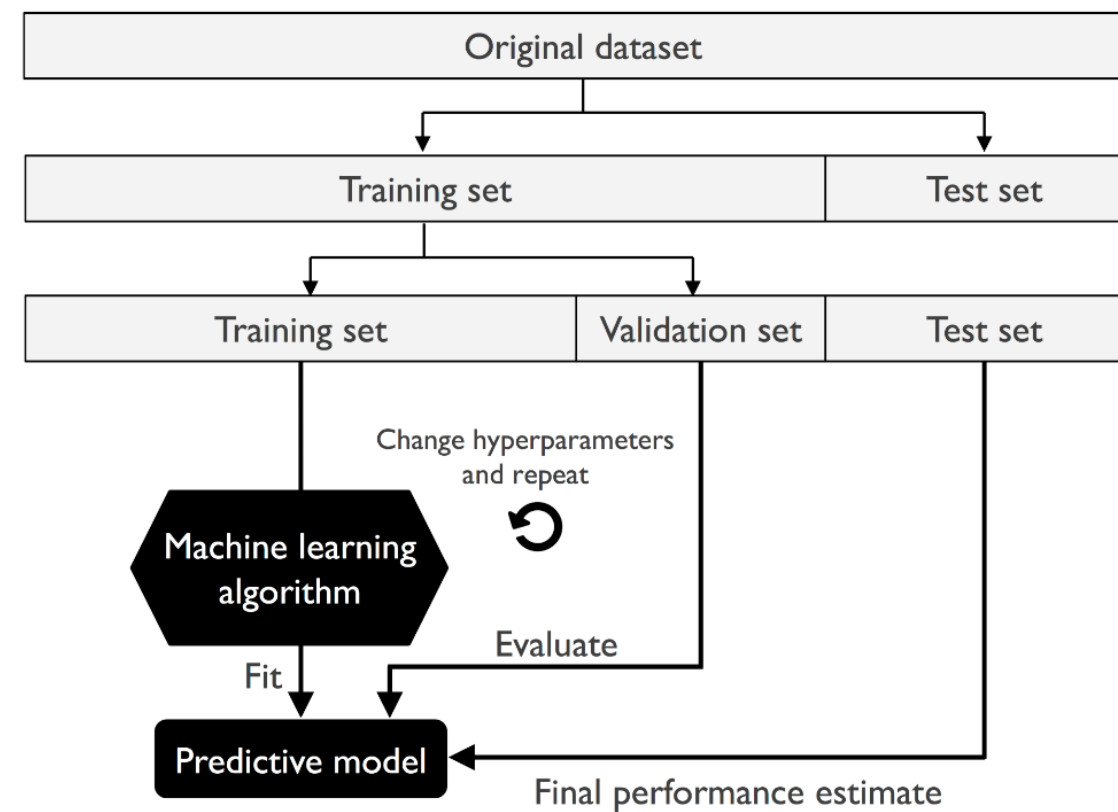 Original dataset
Training set
Test set
Training set
Validation set
Test set
Change hyperparameters
and repeat
Machine learning
algorithm
Evaluate
Fit
Predictive model
Final performance estimate